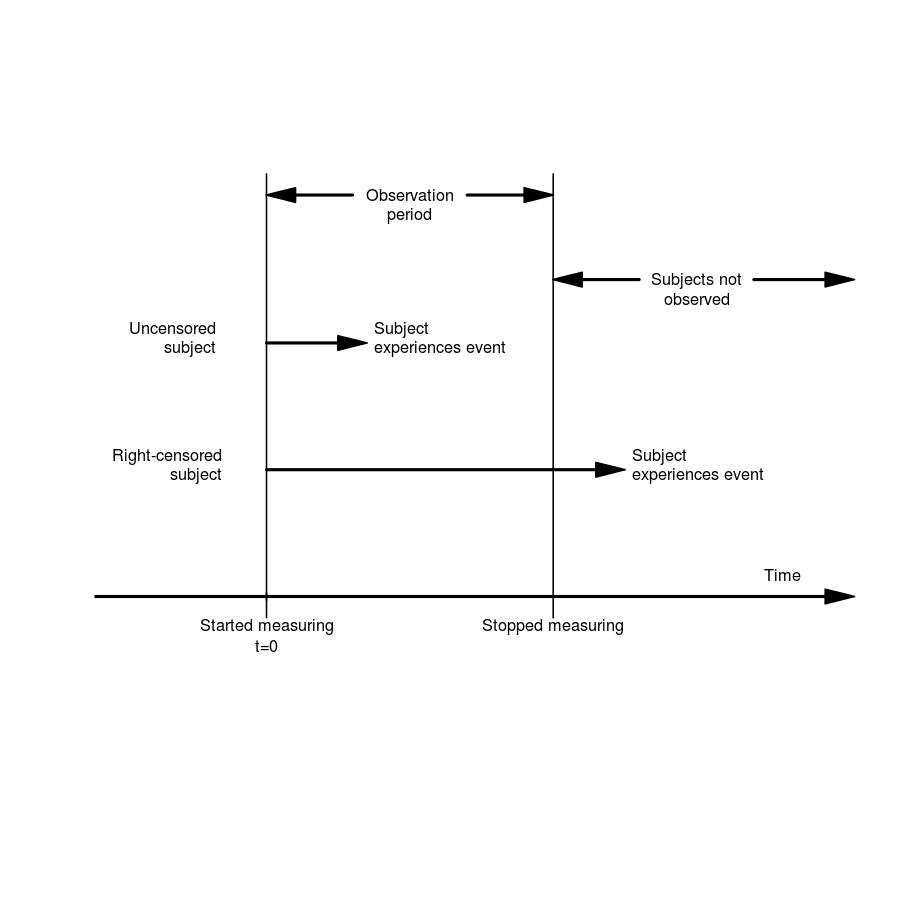 Observation
period
Subjects not
observed
Uncensored
subject
Subject
experiences event
Right-censored
subject
Subject
experiences event
Time
Started measuring
t=0
Stopped measuring